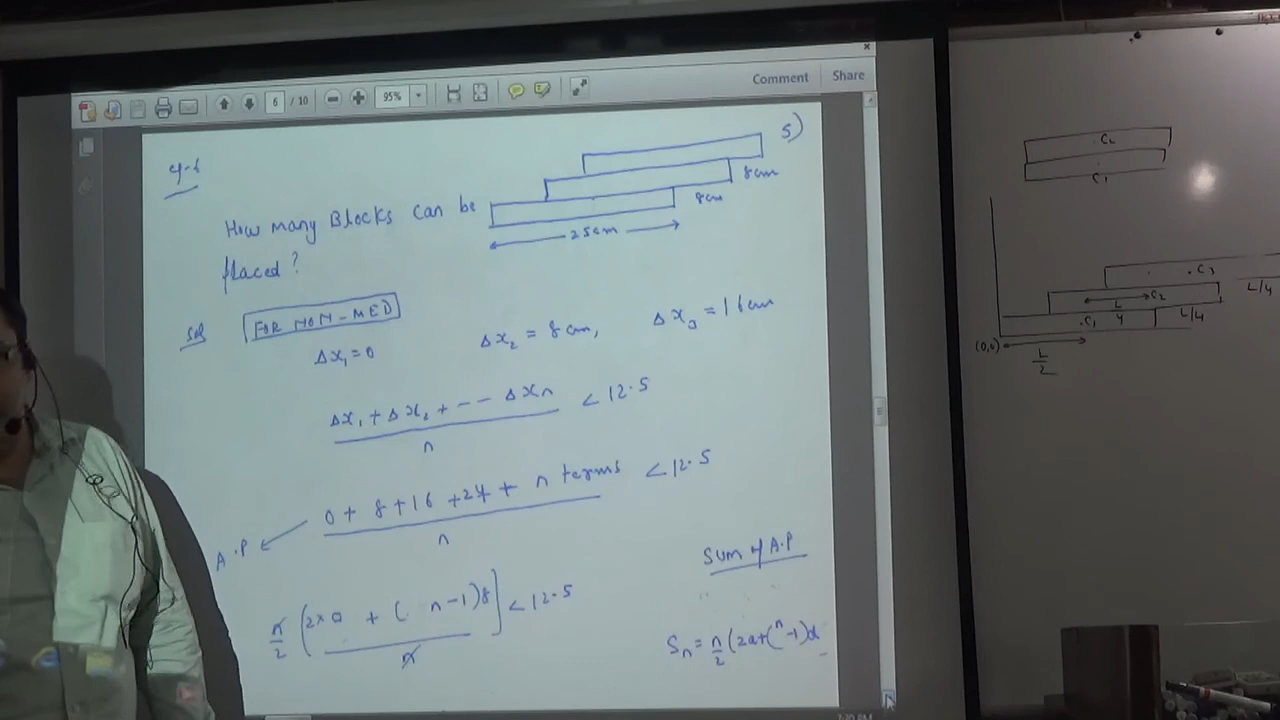 Comment
Share
6 / 10
95%
5)
How many Blocks can be
placed?
8cm
8cm
25cm
Sol
FOR NON-MED
Δx₁ = 0
Δx₂ = 8 cm,
Δx₃ = 16 cm
Δx₁ + Δx₂ + --- Δxn < 12.5
n
0 + 8 + 16 + 24 + n terms < 12.5
n
A.P
Sum of A.P
n/2 (2×0 + (n-1)8] < 12.5
n
Sn = n/2 (2a+(n-1)d
C₂
C₁
C₃
L
C₂
L/4
C₁
4
L/4
(0,0)
L/2